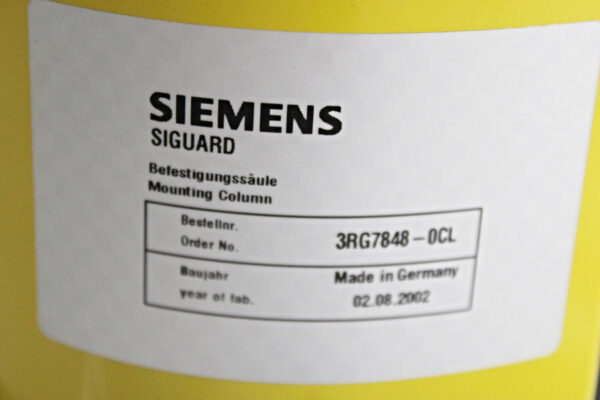 SIEMENS
SIGUARD
Befestigungssäule
Mounting Column
Bestellnr.
Order No.
3RG7848-0CL
Baujahr
year of fab.
Made in Germany
02.08.2002